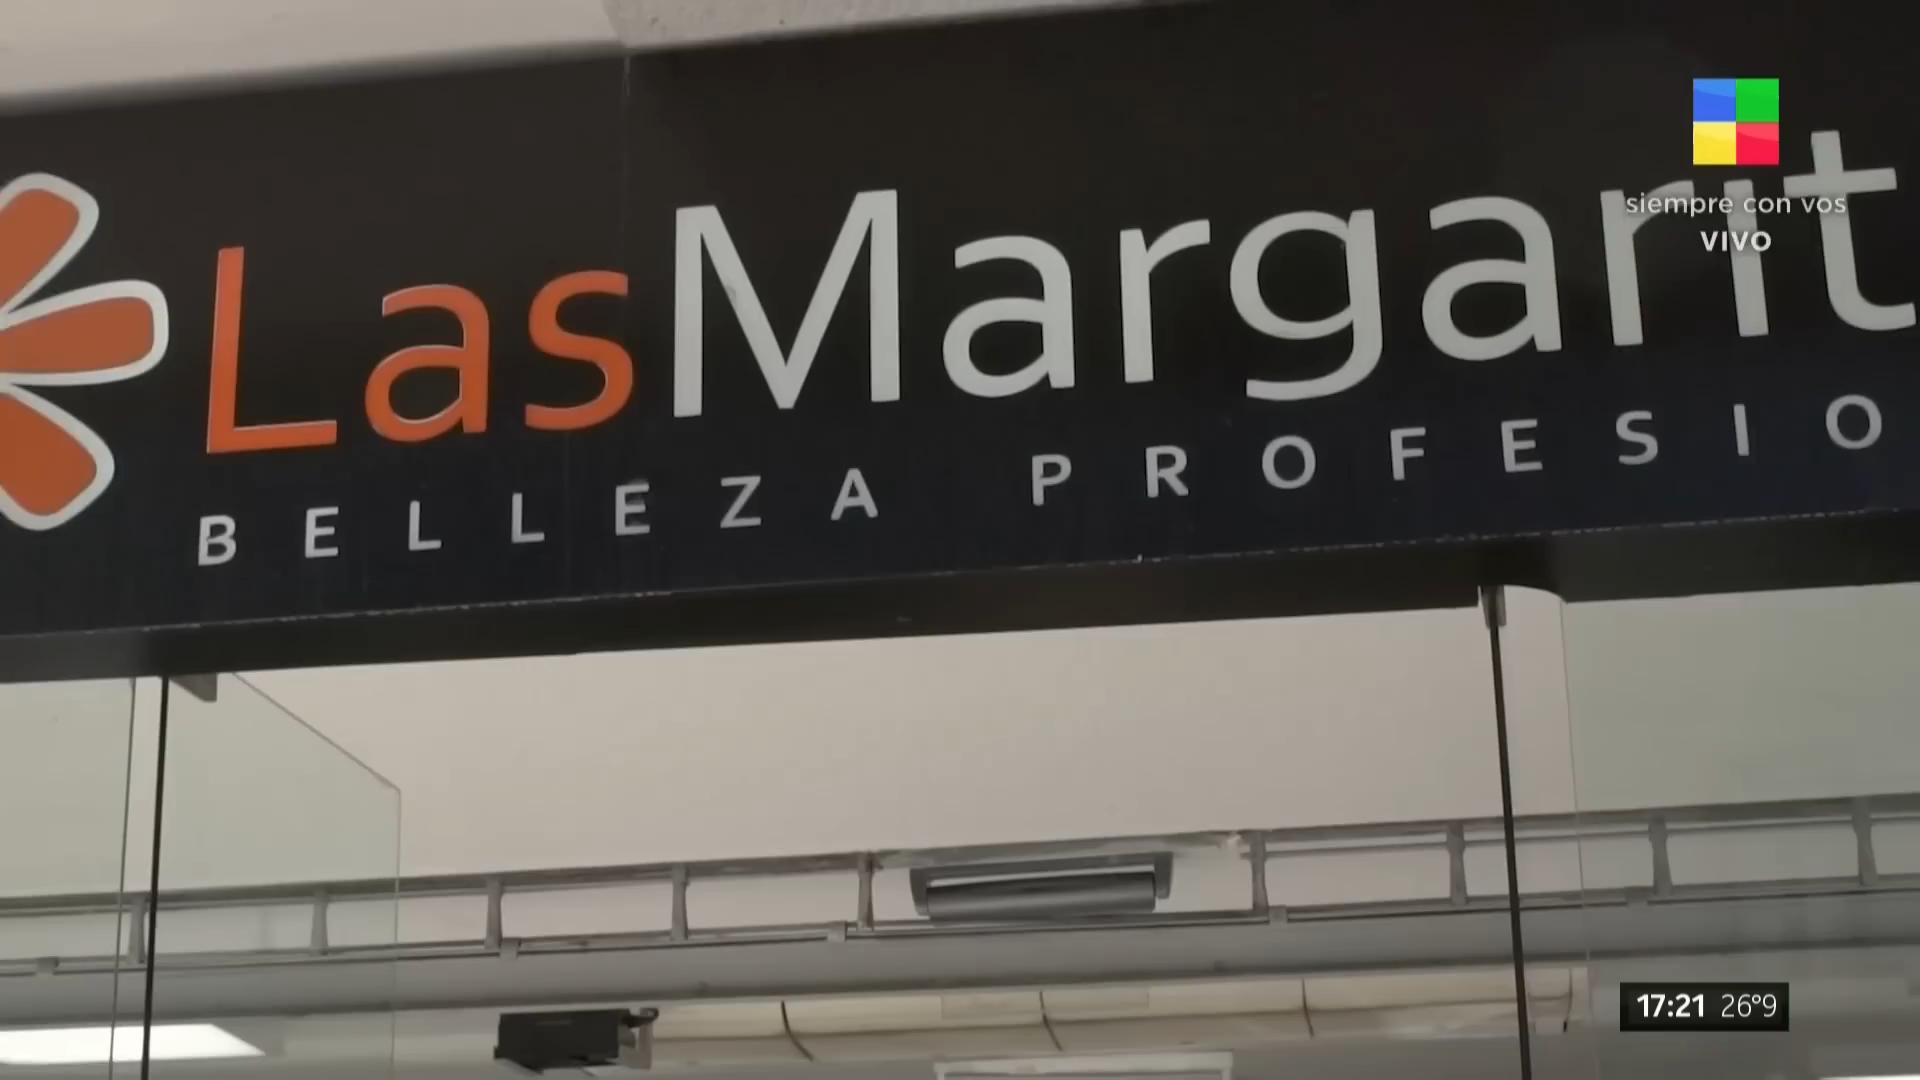 LasMargarit
BELLEZA PROFESIO
siempre con vos
VIVO
17:21 26°9